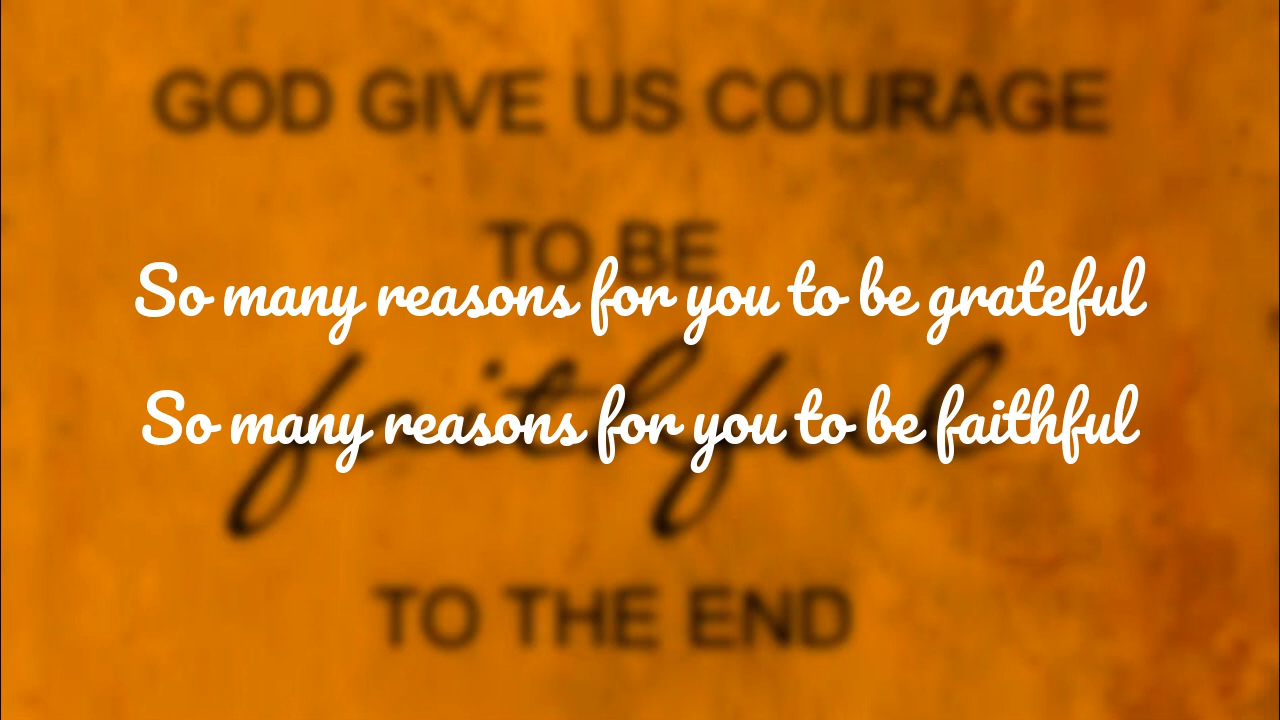 GOD GIVE US COURAGE
TO BE
So many reasons for you to be grateful
faithful
So many reasons for you to be faithful
TO THE END